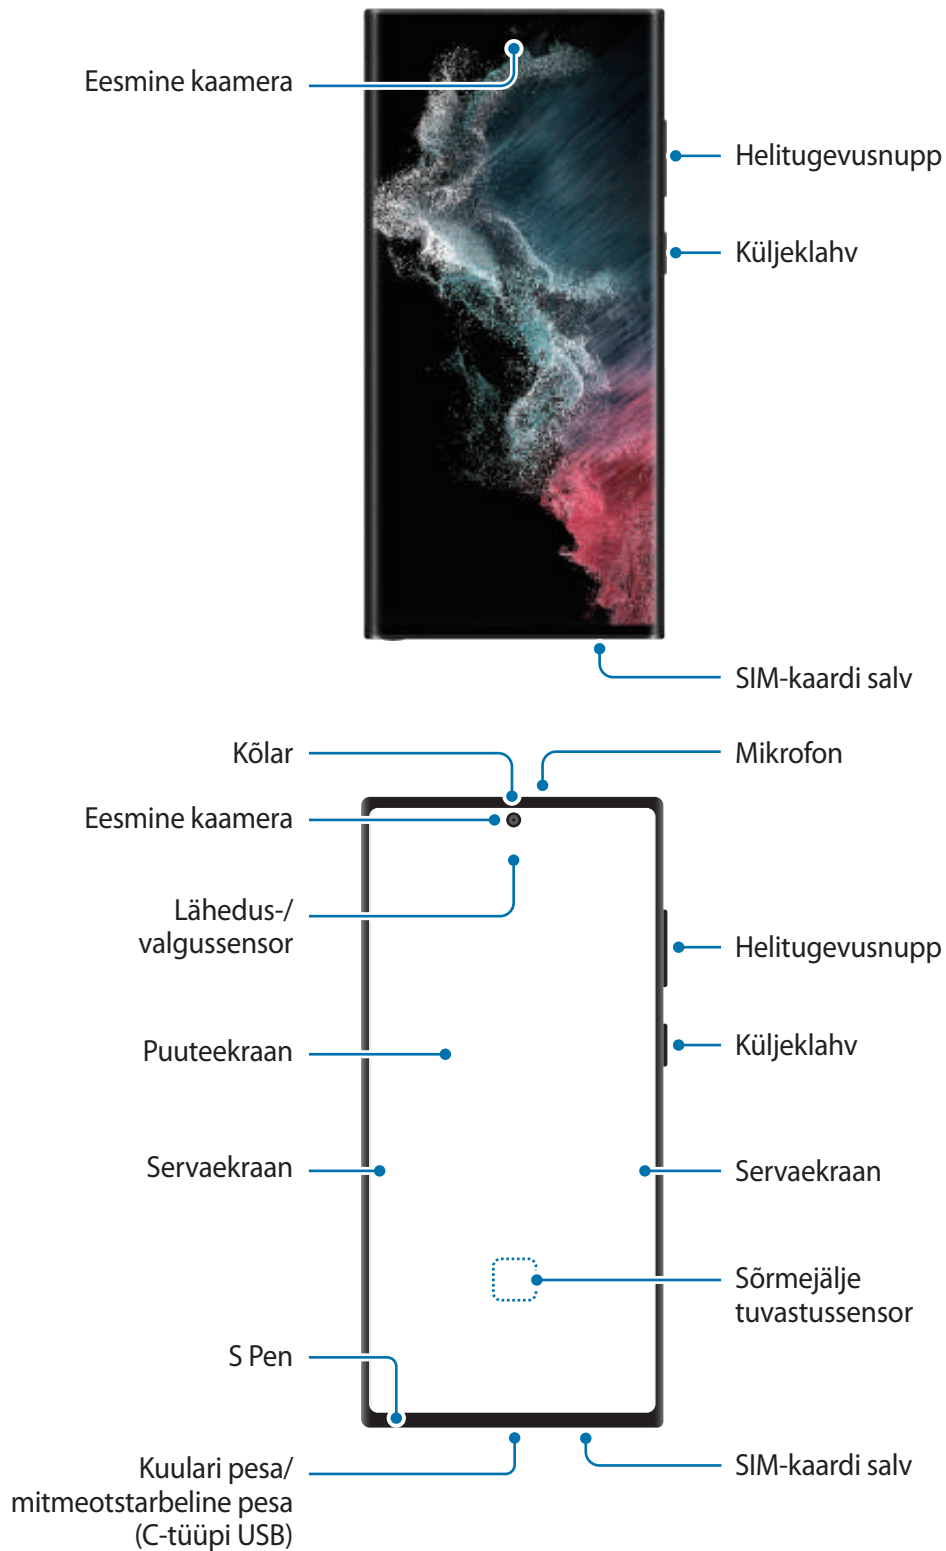 Eesmine kaamera
Helitugevusnupp
Küljeklahv
SIM-kaardi salv
Kõlar
Mikrofon
Eesmine kaamera
Lähedus-/
valgussensor
Helitugevusnupp
Puuteekraan
Küljeklahv
Servaekraan
Servaekraan
Sõrmejälje
tuvastussensor
S Pen
Kuulari pesa/
mitmeotstarbeline pesa
(C-tüüpi USB)
SIM-kaardi salv